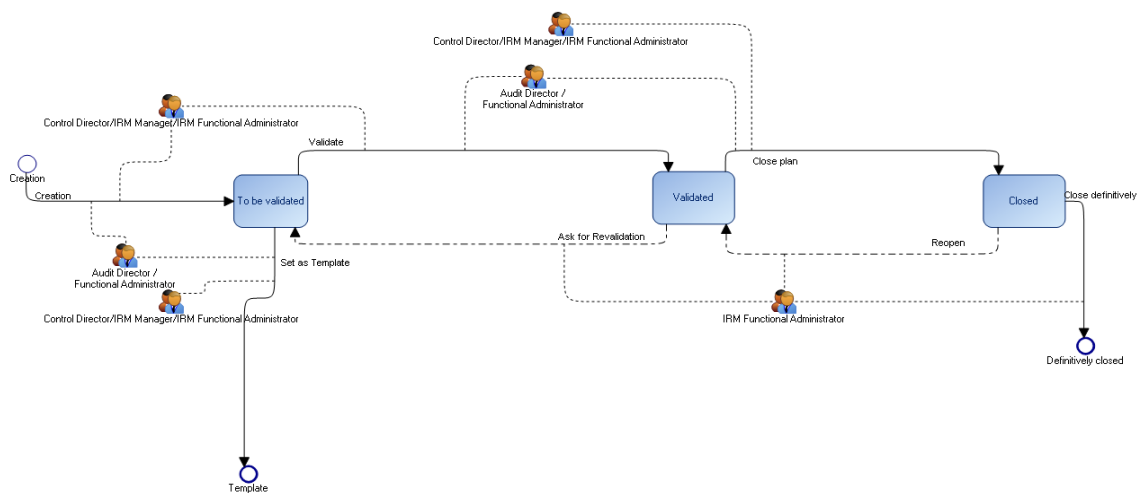 Control Director/IRM Manager/IRM Functional Administrator
Audit Director /
Functional Administrator
Control Director/IRM Manager/IRM Functional Administrator
Validate
Close plan
Creation
Creation
To be validated
Validated
Closed
Close definitively
Ask for Revalidation
Reopen
Set as Template
Audit Director /
Functional Administrator
Control Director/IRM Manager/IRM Functional Administrator
IRM Functional Administrator
Definitively closed
Template